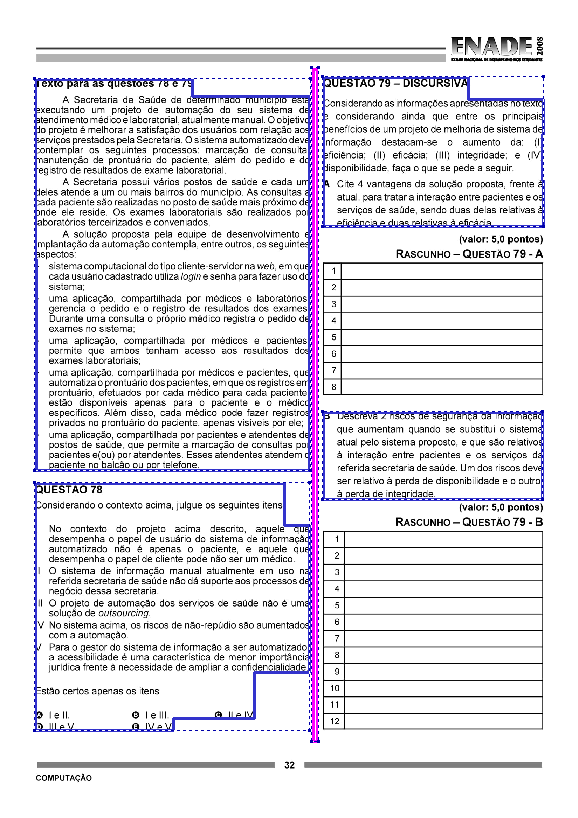 ENADE 2008
EXAME NACIONAL DE DESEMPENHO DOS ESTUDANTES
Texto para as questões 78 e 79
A Secretaria de Saúde de determinado município está
executando um projeto de automação do seu sistema de
atendimento médico e laboratorial, atualmente manual. O objetivo
do projeto é melhorar a satisfação dos usuários com relação aos
serviços prestados pela Secretaria. O sistema automatizado deve
contemplar os seguintes processos: marcação de consulta,
manutenção de prontuário do paciente, além do pedido e do
registro de resultados de exame laboratorial.
A Secretaria possui vários postos de saúde e cada um
deles atende a um ou mais bairros do município. As consultas a
cada paciente são realizadas no posto de saúde mais próximo de
onde ele reside. Os exames laboratoriais são realizados por
laboratórios terceirizados e conveniados.
A solução proposta pela equipe de desenvolvimento e
implantação da automação contempla, entre outros, os seguintes
aspectos:
sistema computacional do tipo cliente-servidor na web, em que
cada usuário cadastrado utiliza login e senha para fazer uso do
sistema;
uma aplicação, compartilhada por médicos e laboratórios,
gerencia o pedido e o registro de resultados dos exames.
Durante uma consulta o próprio médico registra o pedido de
exames no sistema;
uma aplicação, compartilhada por médicos e pacientes,
permite que ambos tenham acesso aos resultados dos
exames laboratoriais;
uma aplicação, compartilhada por médicos e pacientes, que
automatiza o prontuário dos pacientes, em que os registros em
prontuário, efetuados por cada médico para cada paciente,
estão disponíveis apenas para o paciente e o médico
específicos. Além disso, cada médico pode fazer registros
privados no prontuário do paciente, apenas visíveis por ele;
uma aplicação, compartilhada por pacientes e atendentes de
postos de saúde, que permite a marcação de consultas por
pacientes e(ou) por atendentes. Esses atendentes atendem o
paciente no balcão ou por telefone.
QUESTÃO 78
Considerando o contexto acima, julgue os seguintes itens.
No contexto do projeto acima descrito, aquele que
desempenha o papel de usuário do sistema de informação
automatizado não é apenas o paciente, e aquele que
desempenha o papel de cliente pode não ser um médico.
II O sistema de informação manual atualmente em uso na
referida secretaria de saúde não dá suporte aos processos de
negócio dessa secretaria.
III O projeto de automação dos serviços de saúde não é uma
solução de outsourcing.
IV No sistema acima, os riscos de não-repúdio são aumentados
com a automação.
V Para o gestor do sistema de informação a ser automatizado,
a acessibilidade é uma característica de menor importância
jurídica frente à necessidade de ampliar a confidencialidade.
Estão certos apenas os itens
A I e II.
B I e III.
C II e IV.
D III e V.
E IV e V.
QUESTÃO 79 – DISCURSIVA
Considerando as informações apresentadas no texto
e considerando ainda que entre os principais
benefícios de um projeto de melhoria de sistema de
informação destacam-se o aumento da: (I)
eficiência; (II) eficácia; (III) integridade; e (IV)
disponibilidade, faça o que se pede a seguir.
A Cite 4 vantagens da solução proposta, frente à
atual, para tratar a interação entre pacientes e os
serviços de saúde, sendo duas delas relativas à
eficiência e duas relativas à eficácia.
(valor: 5,0 pontos)
RASCUNHO – QUESTÃO 79 - A
1
2
3
4
5
6
7
8
B Descreva 2 riscos de segurança da informação
que aumentam quando se substitui o sistema
atual pelo sistema proposto, e que são relativos
à interação entre pacientes e os serviços da
referida secretaria de saúde. Um dos riscos deve
ser relativo à perda de disponibilidade e o outro,
à perda de integridade.
(valor: 5,0 pontos)
RASCUNHO – QUESTÃO 79 - B
1
2
3
4
5
6
7
8
9
10
11
12
32
COMPUTAÇÃO